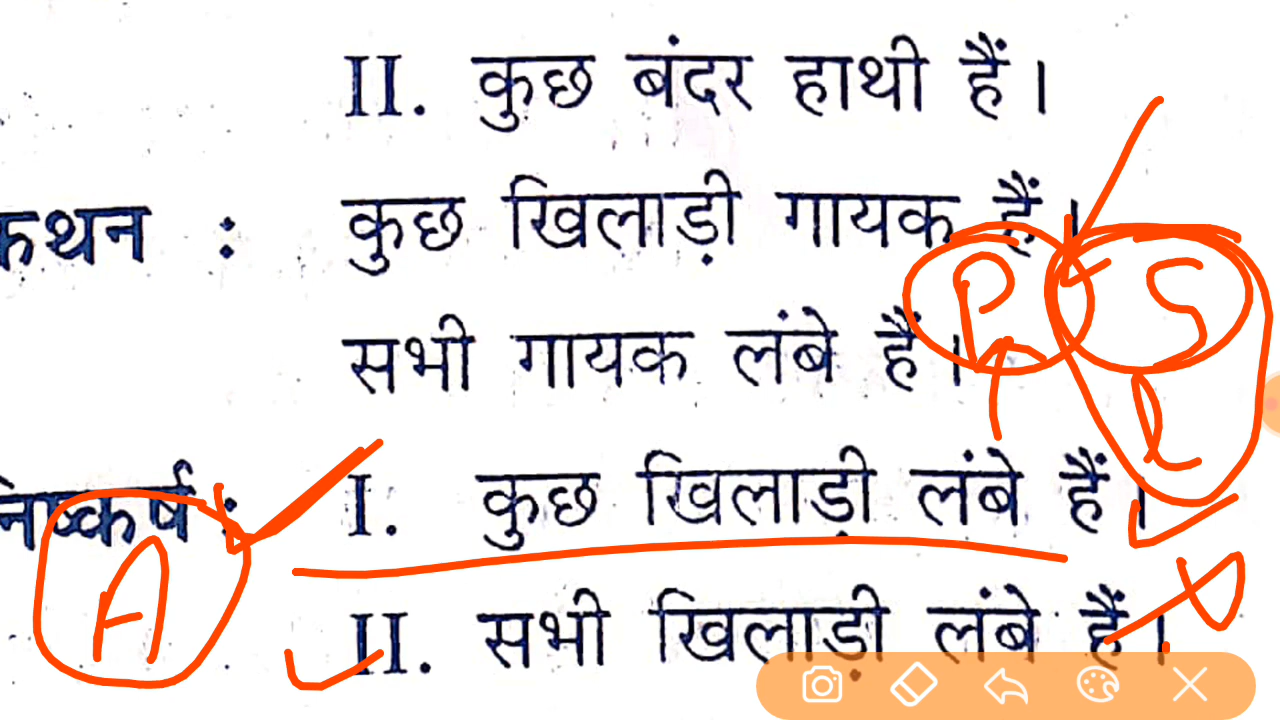 II. कुछ बंदर हाथी हैं।
कथन : कुछ खिलाड़ी गायक हैं।
P S
सभी गायक लंबे हैं।
L
निष्कर्ष : I. कुछ खिलाड़ी लंबे हैं।
A
II. सभी खिलाड़ी लंबे हैं।